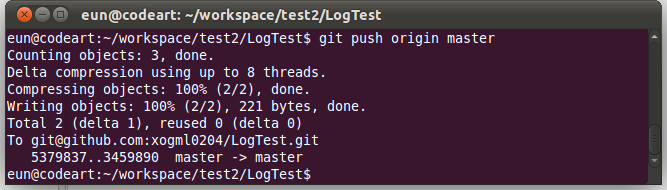 eun@codeart: ~/workspace/test2/LogTest
eun@codeart:~/workspace/test2/LogTest$ git push origin master
Counting objects: 3, done.
Delta compression using up to 8 threads.
Compressing objects: 100% (2/2), done.
Writing objects: 100% (2/2), 221 bytes, done.
Total 2 (delta 1), reused 0 (delta 0)
To git@github.com:xogml0204/LogTest.git
   5379837..3459890  master -> master
eun@codeart:~/workspace/test2/LogTest$